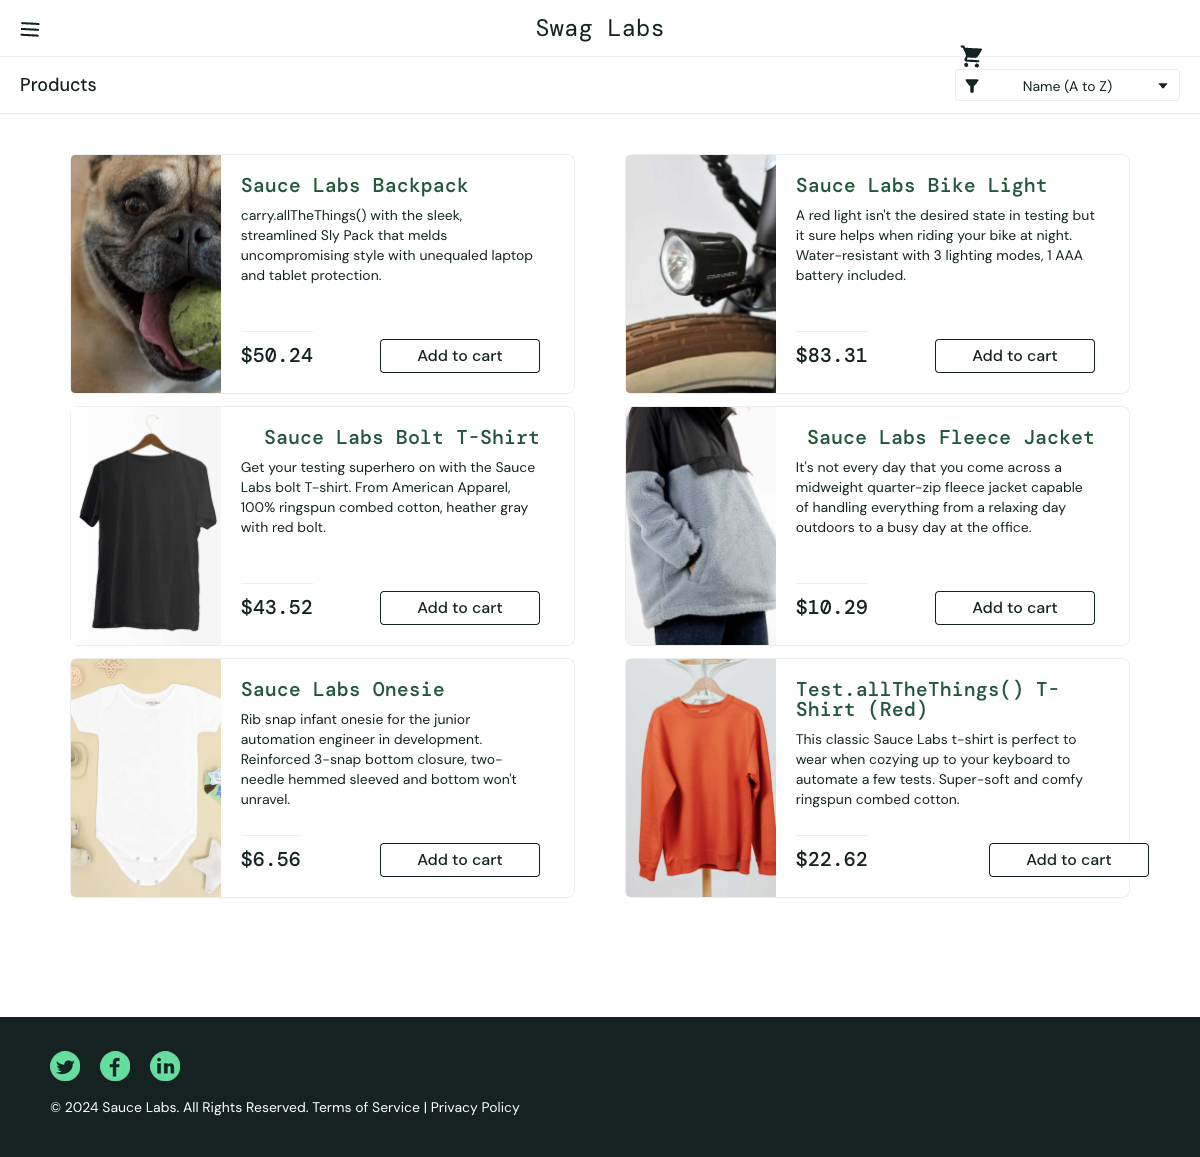 Swag Labs
Products
Name (A to Z)
Sauce Labs Backpack
carry.allTheThings() with the sleek,
streamlined Sly Pack that melds
uncompromising style with unequaled laptop
and tablet protection.
$50.24
Add to cart
Sauce Labs Bike Light
A red light isn't the desired state in testing but
it sure helps when riding your bike at night.
Water-resistant with 3 lighting modes, 1 AAA
battery included.
$83.31
Add to cart
Sauce Labs Bolt T-Shirt
Get your testing superhero on with the Sauce
Labs bolt T-shirt. From American Apparel,
100% ringspun combed cotton, heather gray
with red bolt.
$43.52
Add to cart
Sauce Labs Fleece Jacket
It's not every day that you come across a
midweight quarter-zip fleece jacket capable
of handling everything from a relaxing day
outdoors to a busy day at the office.
$10.29
Add to cart
Sauce Labs Onesie
Rib snap infant onesie for the junior
automation engineer in development.
Reinforced 3-snap bottom closure, two-
needle hemmed sleeved and bottom won't
unravel.
$6.56
Add to cart
Test.allTheThings() T-
Shirt (Red)
This classic Sauce Labs t-shirt is perfect to
wear when cozying up to your keyboard to
automate a few tests. Super-soft and comfy
ringspun combed cotton.
$22.62
Add to cart
© 2024 Sauce Labs. All Rights Reserved. Terms of Service | Privacy Policy